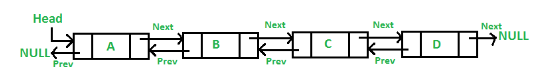 Head
Next Next Next Next
A B C D
NULL NULL
Prev Prev Prev Prev